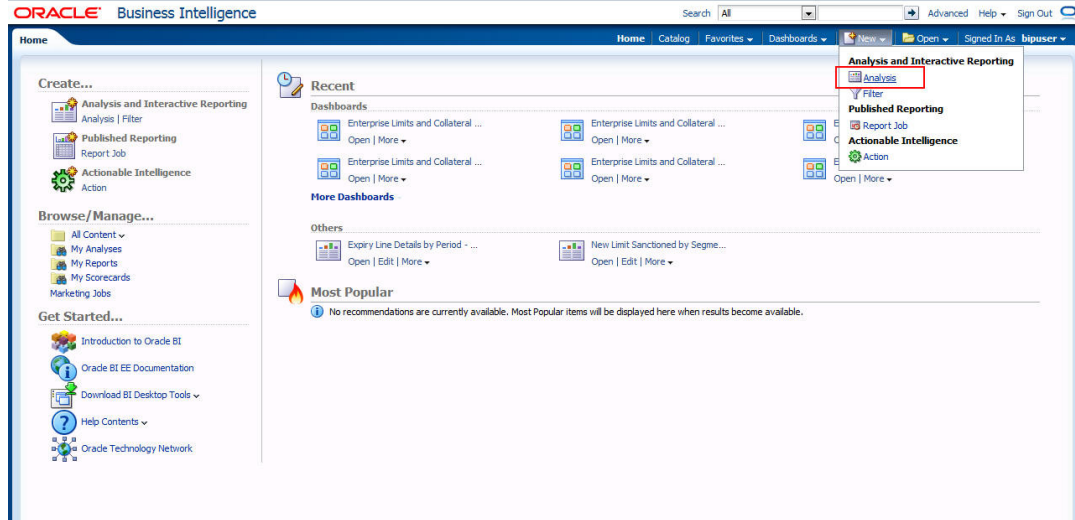 ORACLE Business Intelligence
Search All Advanced Help Sign Out
Home
Home Catalog Favorites Dashboards New Open Signed In As bipuser
Analysis and Interactive Reporting
Analysis
Filter
Published Reporting
Report Job
Actionable Intelligence
Action
Create...
Analysis and Interactive Reporting
Analysis | Filter
Published Reporting
Report Job
Actionable Intelligence
Action
Browse/Manage...
All Content
My Analyses
My Reports
My Scorecards
Marketing Jobs
Get Started...
Introduction to Oracle BI
Oracle BI EE Documentation
Download BI Desktop Tools
Help Contents
Oracle Technology Network
Recent
Dashboards
Enterprise Limits and Collateral ...
Open | More
Enterprise Limits and Collateral ...
Open | More
Enterprise Limits and Collateral ...
Open | More
Enterprise Limits and Collateral ...
Open | More
Open | More
More Dashboards
Others
Expiry Line Details by Period - ...
Open | Edit | More
New Limit Sanctioned by Segme...
Open | Edit | More
Most Popular
No recommendations are currently available. Most Popular items will be displayed here when results become available.